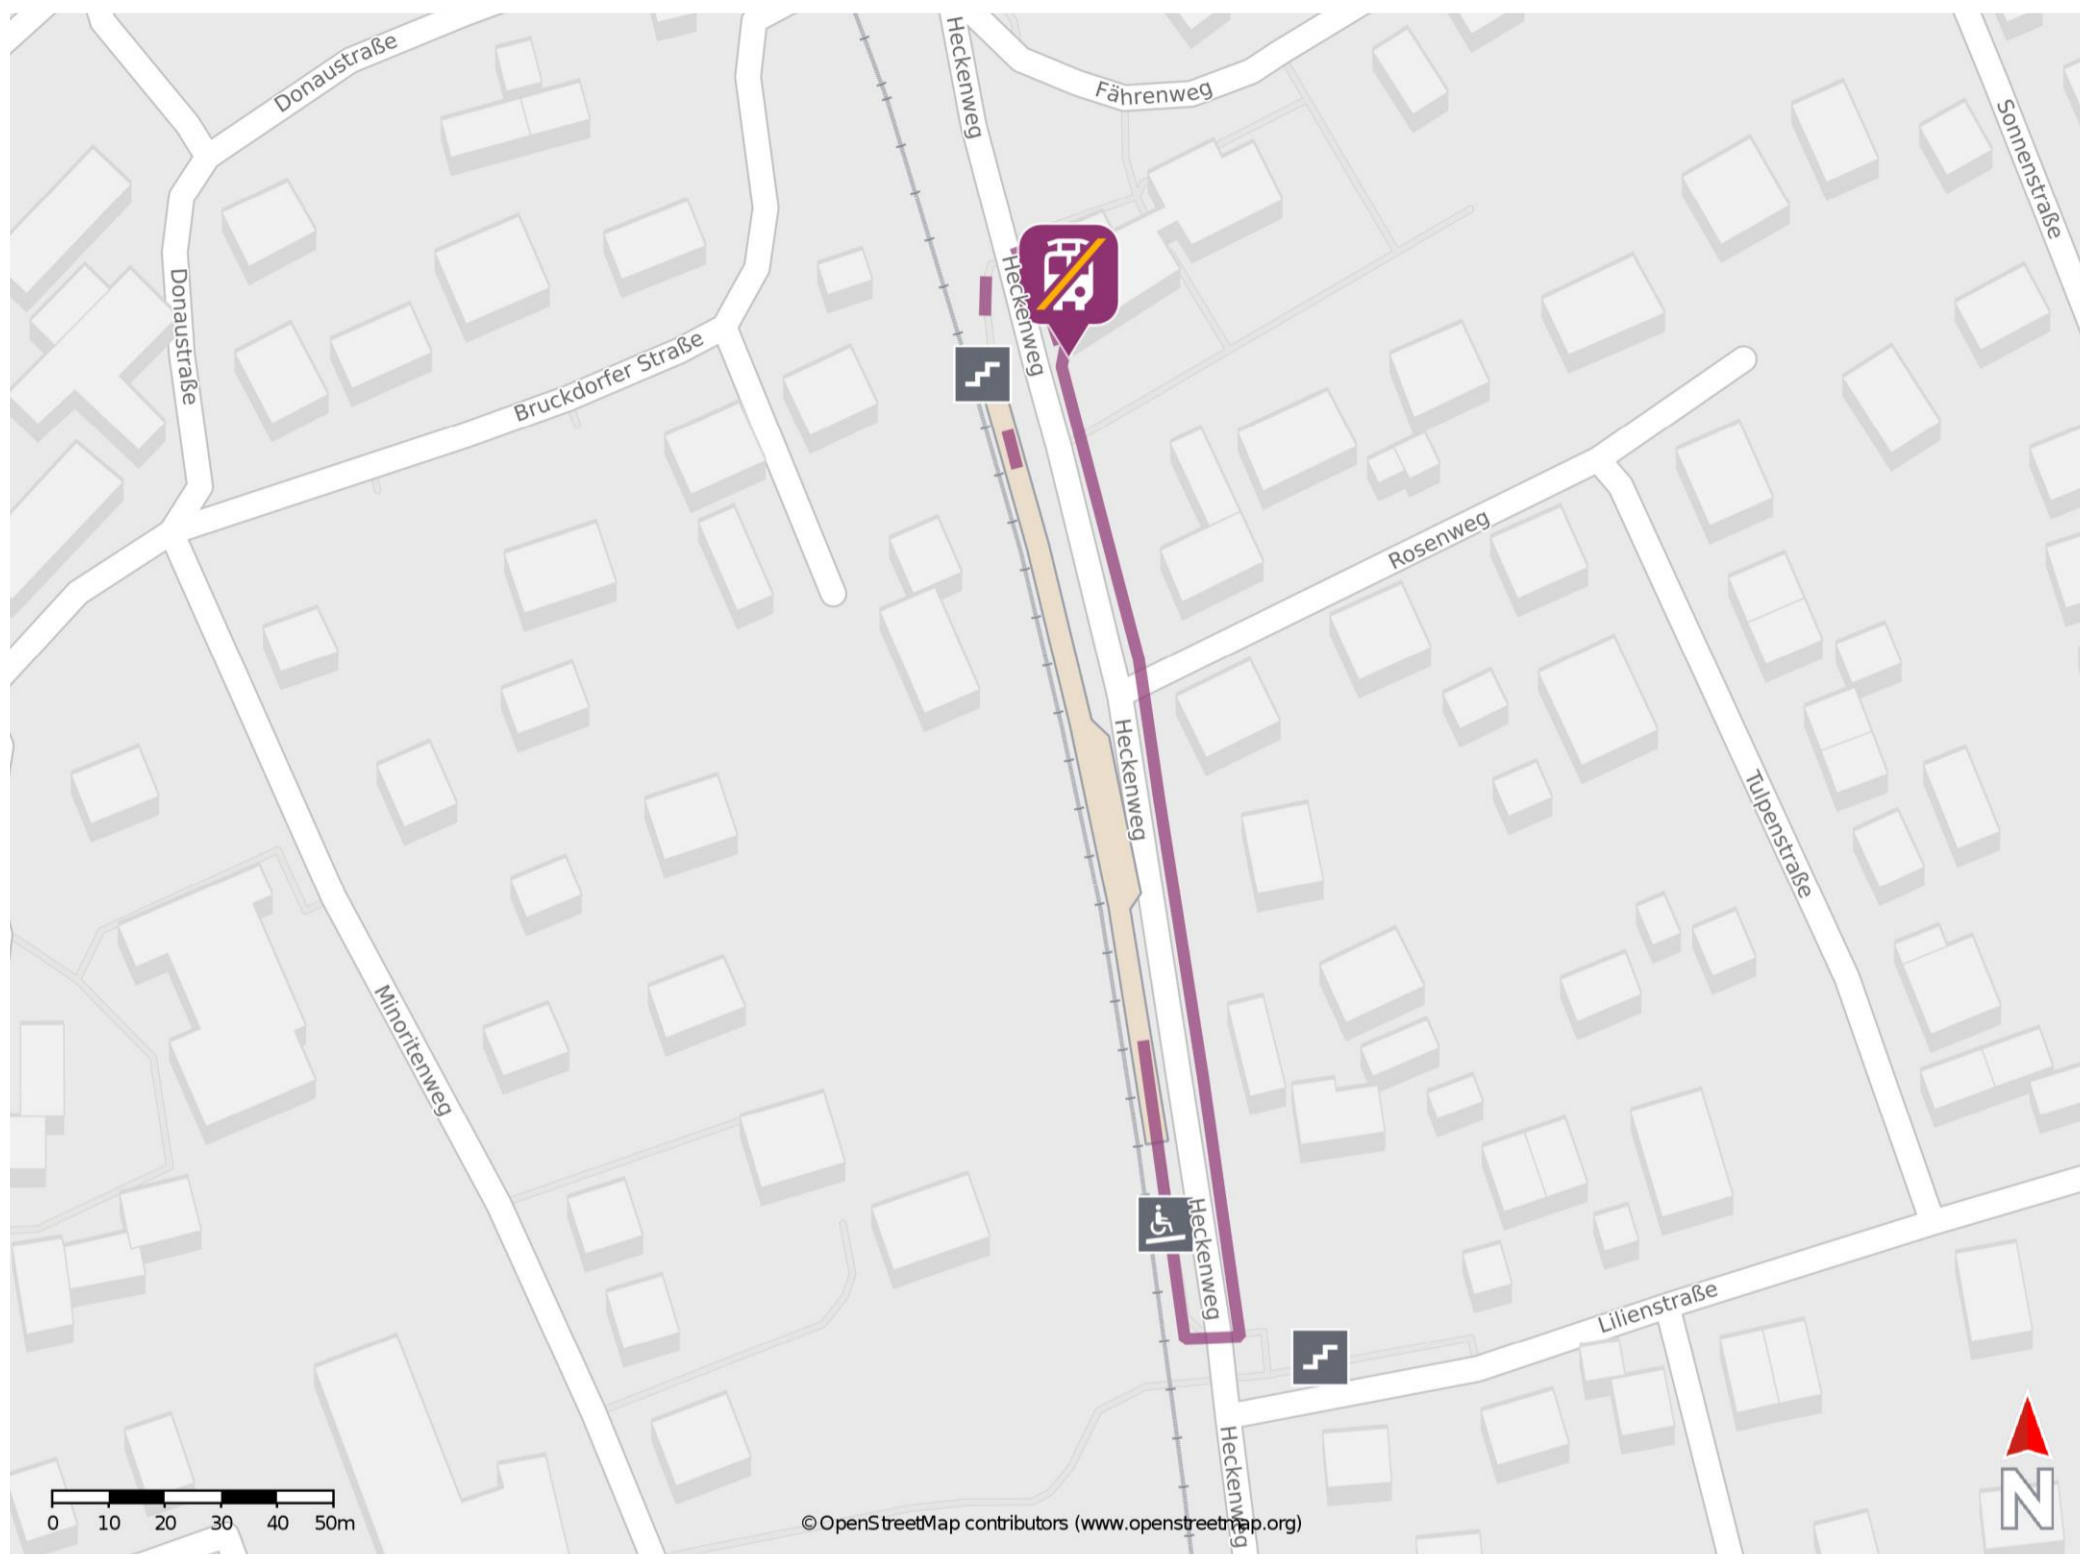 Donaustraße
Heckenweg
Fährenweg
Sonnenstraße
Donaustraße
Heckenweg
Bruckdorfer Straße
Rosenweg
Heckenweg
Tulpenstraße
Minoritenweg
Heckenweg
Lilienstraße
Heckenweg
0 10 20 30 40 50m
© OpenStreetMap contributors (www.openstreetmap.org)
N